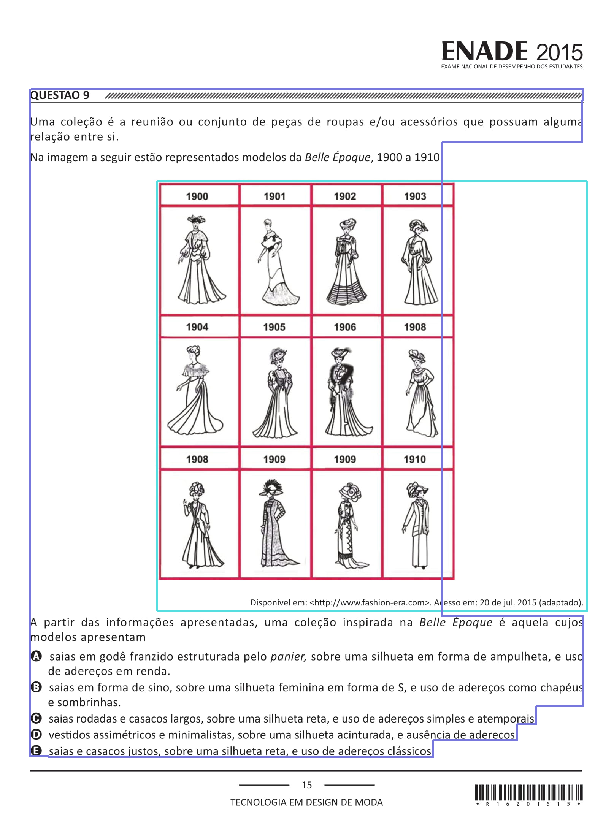 ENADE 2015
EXAME NACIONAL DE DESEMPENHO DOS ESTUDANTES
QUESTÃO 9
Uma coleção é a reunião ou conjunto de peças de roupas e/ou acessórios que possuam alguma
relação entre si.
Na imagem a seguir estão representados modelos da Belle Époque, 1900 a 1910
1900 1901 1902 1903
1904 1905 1906 1908
1908 1909 1909 1910
Disponível em: <http://www.fashion-era.com>. Acesso em: 20 de jul. 2015 (adaptado).
A partir das informações apresentadas, uma coleção inspirada na Belle Époque é aquela cujos
modelos apresentam
A saias em godê franzido estruturada pelo panier, sobre uma silhueta em forma de ampulheta, e uso
de adereços em renda.
B saias em forma de sino, sobre uma silhueta feminina em forma de S, e uso de adereços como chapéus
e sombrinhas.
C saias rodadas e casacos largos, sobre uma silhueta reta, e uso de adereços simples e atemporais.
D vestidos assimétricos e minimalistas, sobre uma silhueta acinturada, e ausência de adereços.
E saias e casacos justos, sobre uma silhueta reta, e uso de adereços clássicos.
15
TECNOLOGIA EM DESIGN DE MODA
*R1620151S*